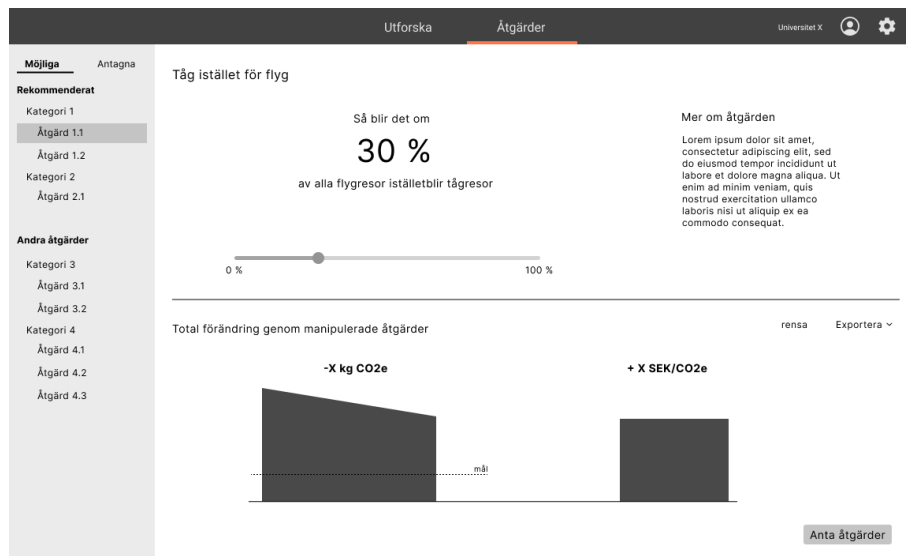 Utforska
Åtgärder
Universitet X
Möjliga
Antagna
Rekommenderat
Kategori 1
Åtgärd 1.1
Åtgärd 1.2
Kategori 2
Åtgärd 2.1
Andra åtgärder
Kategori 3
Åtgärd 3.1
Åtgärd 3.2
Kategori 4
Åtgärd 4.1
Åtgärd 4.2
Åtgärd 4.3
Tåg istället för flyg
Så blir det om
30 %
av alla flygresor iställetblir tågresor
0 %
100 %
Mer om åtgärden
Lorem ipsum dolor sit amet,
consectetur adipiscing elit, sed
do eiusmod tempor incididunt ut
labore et dolore magna aliqua. Ut
enim ad minim veniam, quis
nostrud exercitation ullamco
laboris nisi ut aliquip ex ea
commodo consequat.
Total förändring genom manipulerade åtgärder
rensa
Exportera
-X kg CO2e
+ X SEK/CO2e
mål
Anta åtgärder